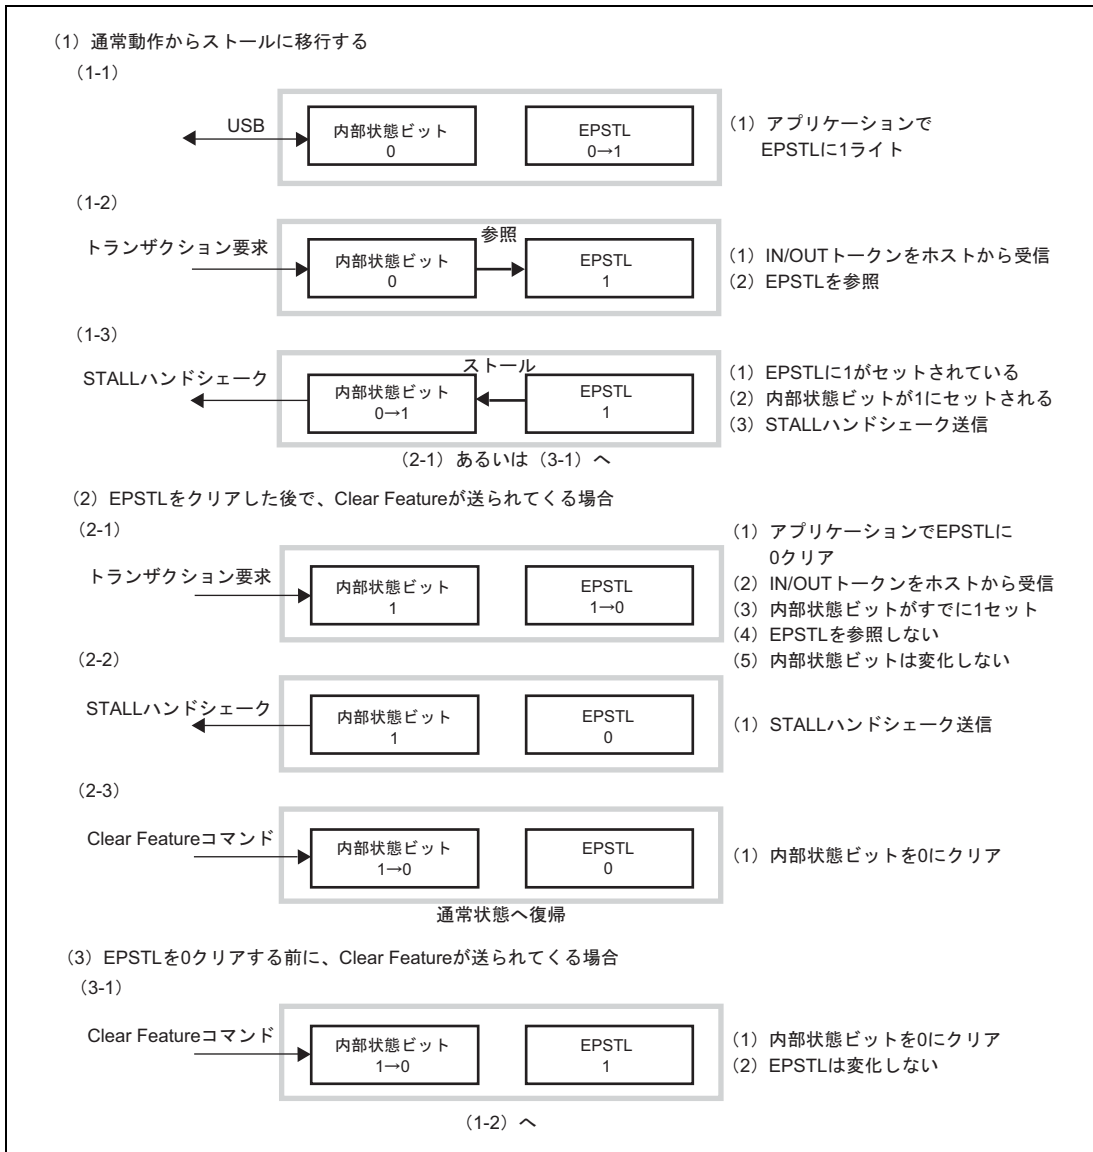 (1) 通常動作からストールに移行する
(1-1)
USB
内部状態ビット
0
EPSTL
0→1
(1) アプリケーションで
EPSTLに1ライト
(1-2)
トランザクション要求
内部状態ビット
0
参照
EPSTL
1
(1) IN/OUTトークンをホストから受信
(2) EPSTLを参照
(1-3)
STALLハンドシェーク
内部状態ビット
0→1
ストール
EPSTL
1
(1) EPSTLに1がセットされている
(2) 内部状態ビットが1にセットされる
(3) STALLハンドシェーク送信
(2-1) あるいは (3-1) へ
(2) EPSTLをクリアした後で、Clear Featureが送られてくる場合
(2-1)
トランザクション要求
内部状態ビット
1
EPSTL
1→0
(1) アプリケーションでEPSTLに
0クリア
(2) IN/OUTトークンをホストから受信
(3) 内部状態ビットがすでに1セット
(4) EPSTLを参照しない
(5) 内部状態ビットは変化しない
(2-2)
STALLハンドシェーク
内部状態ビット
1
EPSTL
0
(1) STALLハンドシェーク送信
(2-3)
Clear Featureコマンド
内部状態ビット
1→0
EPSTL
0
(1) 内部状態ビットを0にクリア
通常状態へ復帰
(3) EPSTLを0クリアする前に、Clear Featureが送られてくる場合
(3-1)
Clear Featureコマンド
内部状態ビット
1→0
EPSTL
1
(1) 内部状態ビットを0にクリア
(2) EPSTLは変化しない
(1-2) へ